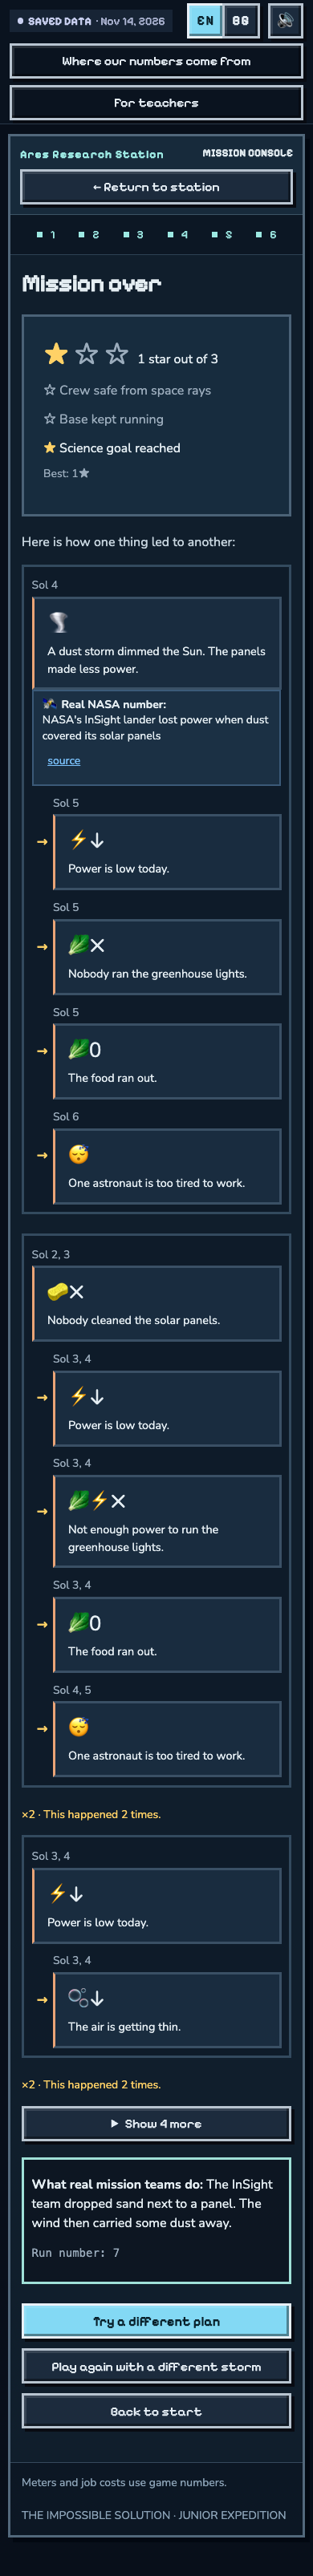 SAVED DATA · Nov 14, 2026
EN
Where our numbers come from
For teachers
Ares Research Station
MISSION CONSOLE
← Return to station
1 2 3 4 5 6
Mission over
1 star out of 3
Crew safe from space rays
Base kept running
Science goal reached
Best: 1★
Here is how one thing led to another:
Sol 4
A dust storm dimmed the Sun. The panels
made less power.
Real NASA number:
NASA's InSight lander lost power when dust
covered its solar panels
source
Sol 5
→ ⚡↓
Power is low today.
Sol 5
→ 🥬✕
Nobody ran the greenhouse lights.
Sol 5
→ 🥬0
The food ran out.
Sol 6
→ 😴
One astronaut is too tired to work.
Sol 2, 3
🧽✕
Nobody cleaned the solar panels.
Sol 3, 4
→ ⚡↓
Power is low today.
Sol 3, 4
→ 🥬⚡✕
Not enough power to run the
greenhouse lights.
Sol 3, 4
→ 🥬0
The food ran out.
Sol 4, 5
→ 😴
One astronaut is too tired to work.
×2 · This happened 2 times.
Sol 3, 4
⚡↓
Power is low today.
Sol 3, 4
→ 🫧↓
The air is getting thin.
×2 · This happened 2 times.
▶ Show 4 more
What real mission teams do: The InSight
team dropped sand next to a panel. The
wind then carried some dust away.
Run number: 7
Try a different plan
Play again with a different storm
Back to start
Meters and job costs use game numbers.
THE IMPOSSIBLE SOLUTION · JUNIOR EXPEDITION